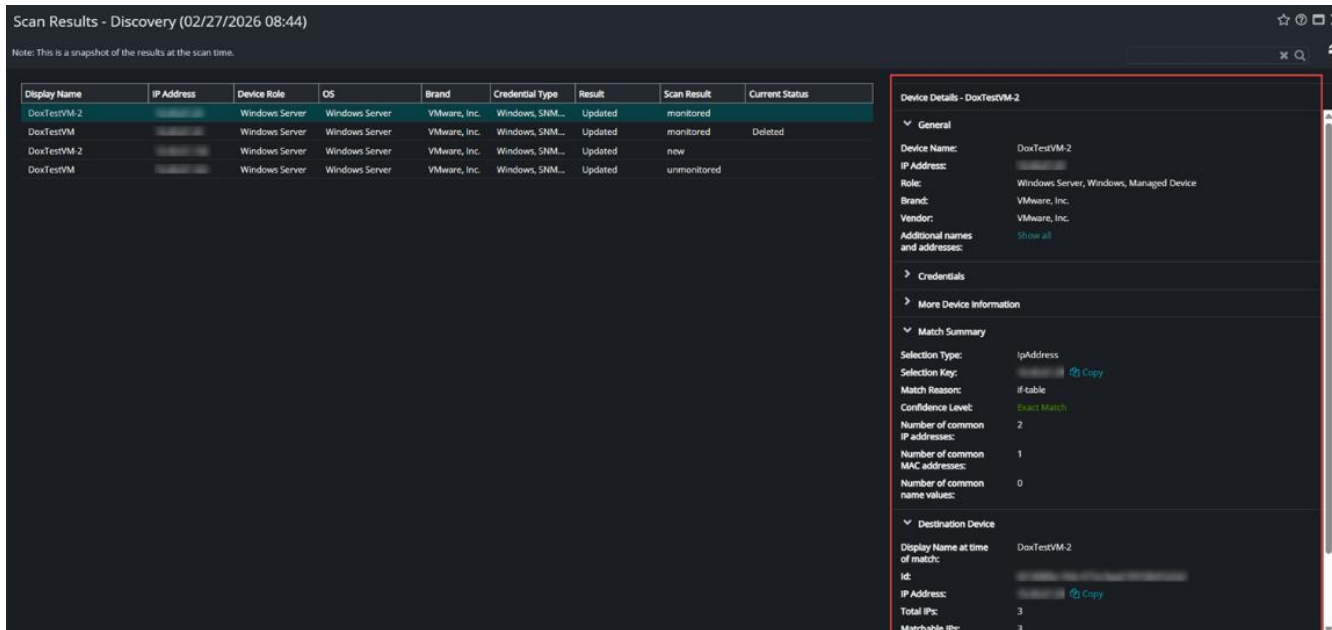 Scan Results - Discovery (02/27/2026 08:44)
Note: This is a snapshot of the results at the scan time.
Display Name IP Address Device Role OS Brand Credential Type Result Scan Result Current Status
DoxTestVM-2 Windows Server Windows Server VMware, Inc. Windows, SNM... Updated monitored
DoxTestVM Windows Server Windows Server VMware, Inc. Windows, SNM... Updated monitored Deleted
DoxTestVM-2 Windows Server Windows Server VMware, Inc. Windows, SNM... Updated new
DoxTestVM Windows Server Windows Server VMware, Inc. Windows, SNM... Updated unmonitored
Device Details - DoxTestVM-2
General
Device Name: DoxTestVM-2
IP Address:
Role: Windows Server, Windows, Managed Device
Brand: VMware, Inc.
Vendor: VMware, Inc.
Additional names Show all
and addresses:
Credentials
More Device Information
Match Summary
Selection Type: IpAddress
Selection Key: Copy
Match Reason: if-table
Confidence Level: Exact Match
Number of common 2
IP addresses:
Number of common 1
MAC addresses:
Number of common 0
name values:
Destination Device
Display Name at time DoxTestVM-2
of match:
Id:
IP Address: Copy
Total IPs: 3
Matchable IPs: 3